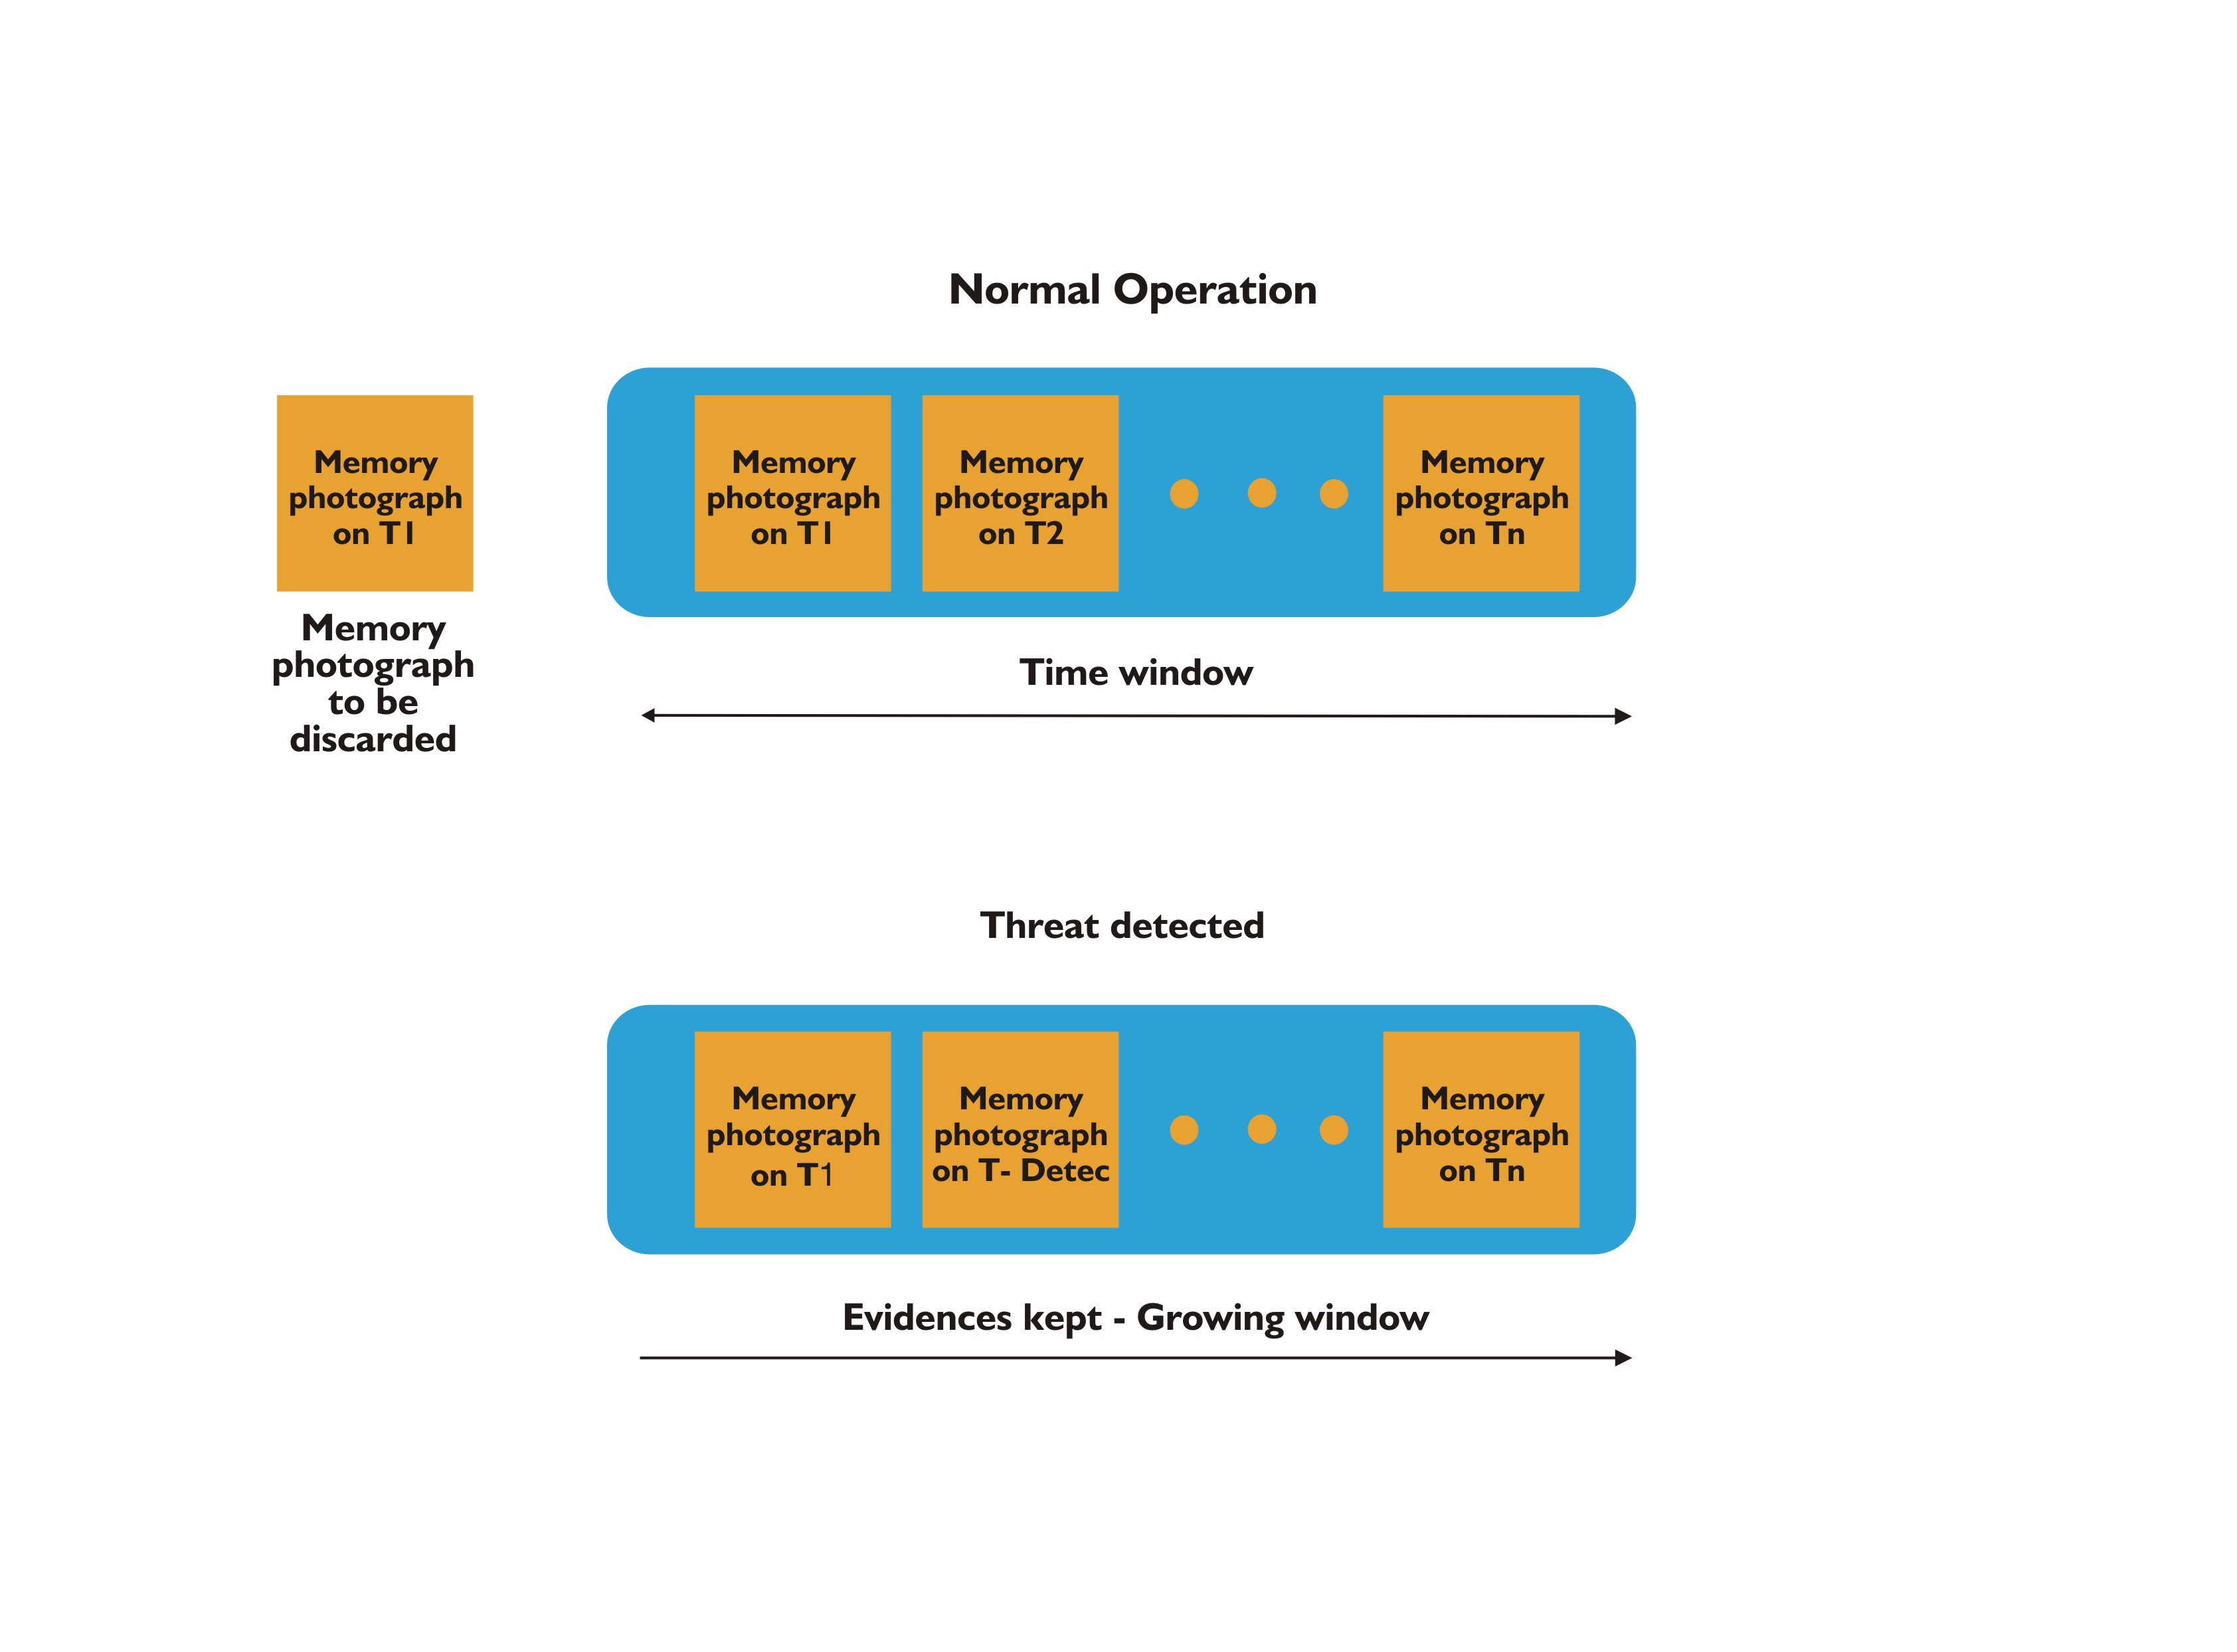 Normal Operation
Memory
photograph
on T1
Memory
photograph
to be
discarded
Memory
photograph
on T1
Memory
photograph
on T2
Memory
photograph
on Tn
Time window
Threat detected
Memory
photograph
on T1
Memory
photograph
on T- Detec
Memory
photograph
on Tn
Evidences kept - Growing window